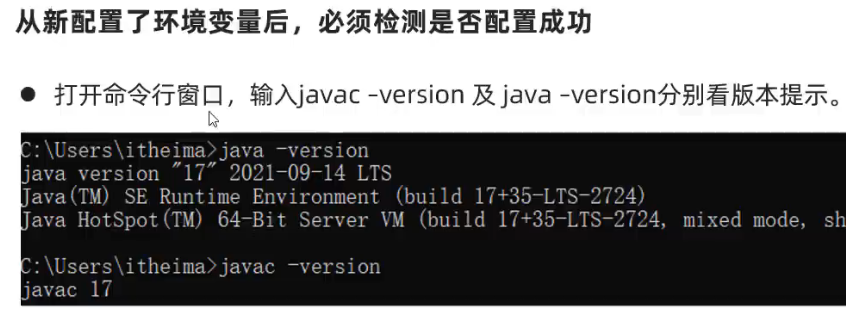 从新配置了环境变量后，必须检测是否配置成功
● 打开命令行窗口，输入javac –version 及 java –version分别看版本提示。
C:\Users\itheima>java -version
java version "17" 2021-09-14 LTS
Java(TM) SE Runtime Environment (build 17+35-LTS-2724)
Java HotSpot(TM) 64-Bit Server VM (build 17+35-LTS-2724, mixed mode, sh
C:\Users\itheima>javac -version
javac 17